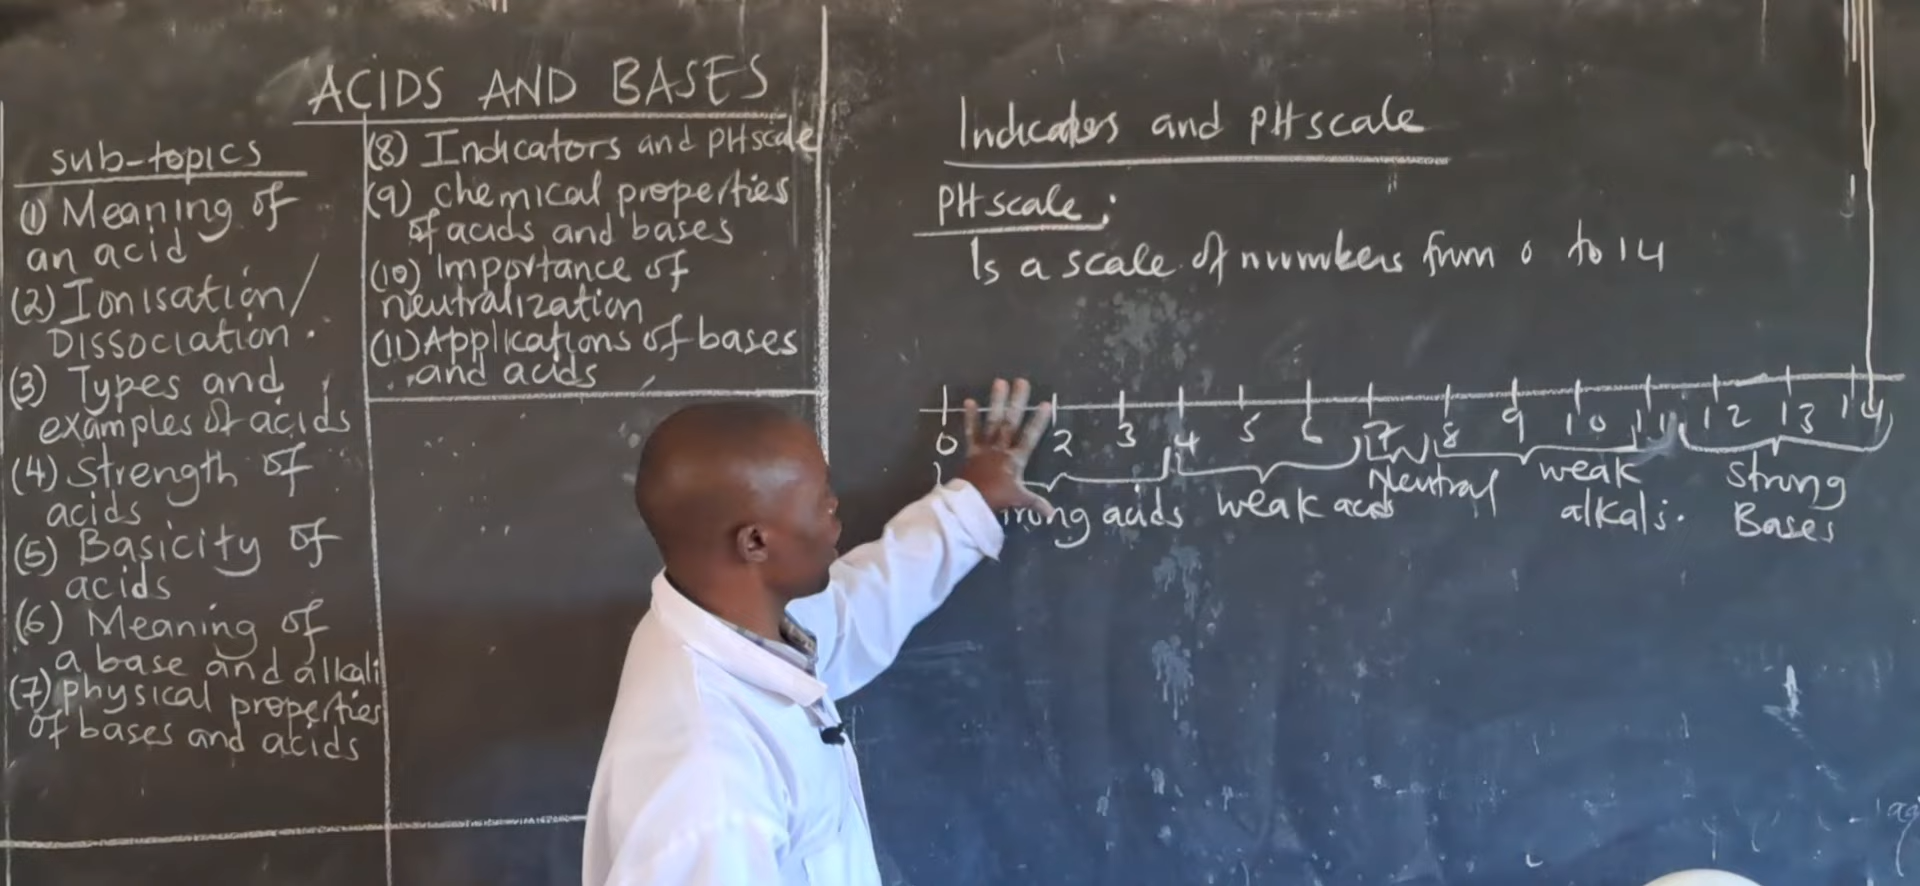 ACIDS AND BASES
sub-topics
(1) Meaning of
an acid
(2) Ionisation/
Dissociation.
(3) Types and
examples of acids
(4) Strength of
acids
(5) Basicity of
acids
(6) Meaning of
a base and alkali
(7) physical properties
of bases and acids
(8) Indicators and PH scale
(9) chemical properties
of acids and bases
(10) Importance of
neutralization
(11) Applications of bases
and acids
Indicators and PH scale
PH scale:
Is a scale of numbers from 0 to 14
0 2 3 4 5 6 7 8 9 10 11 12 13 14
acids
weak acids
Neutral
weak
alkali.
Strong
Bases